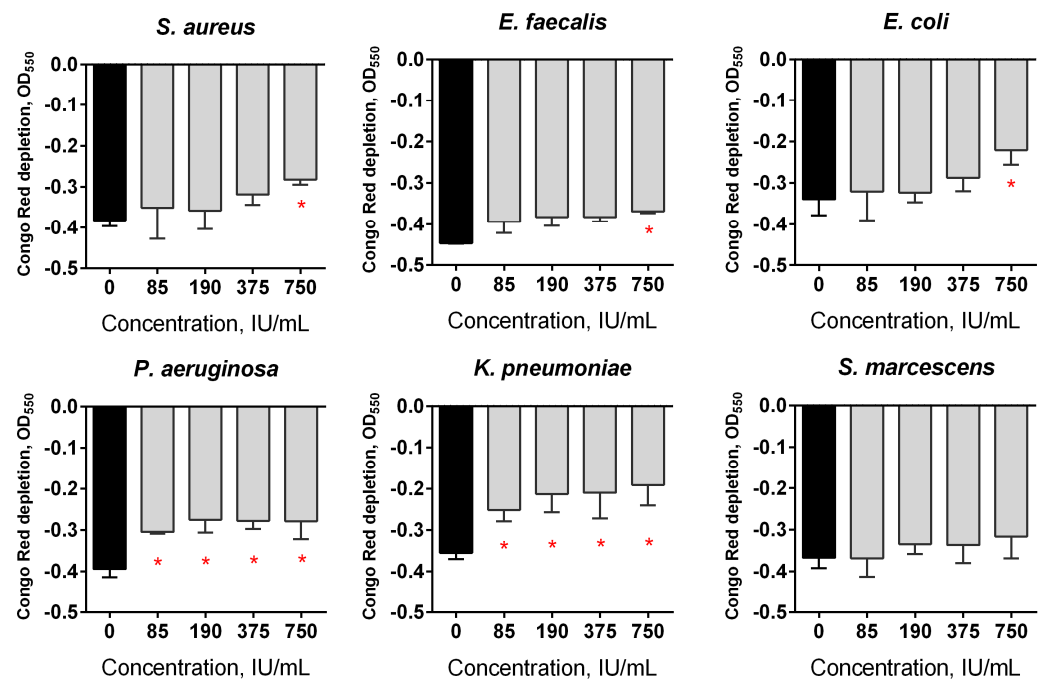 S. aureus
Congo Red depletion, OD550
0.0
-0.1
-0.2
-0.3
-0.4
-0.5
*
0 85 190 375 750
Concentration, IU/mL
E. faecalis
Congo Red depletion, OD550
0.0
-0.1
-0.2
-0.3
-0.4
-0.5
*
0 85 190 375 750
Concentration, IU/mL
E. coli
Congo Red depletion, OD550
0.0
-0.1
-0.2
-0.3
-0.4
-0.5
*
0 85 190 375 750
Concentration, IU/mL
P. aeruginosa
Congo Red depletion, OD550
0.0
-0.1
-0.2
-0.3
-0.4
-0.5
* * * *
0 85 190 375 750
Concentration, IU/mL
K. pneumoniae
Congo Red depletion, OD550
0.0
-0.1
-0.2
-0.3
-0.4
-0.5
* * * *
0 85 190 375 750
Concentration, IU/mL
S. marcescens
Congo Red depletion, OD550
0.0
-0.1
-0.2
-0.3
-0.4
-0.5
0 85 190 375 750
Concentration, IU/mL